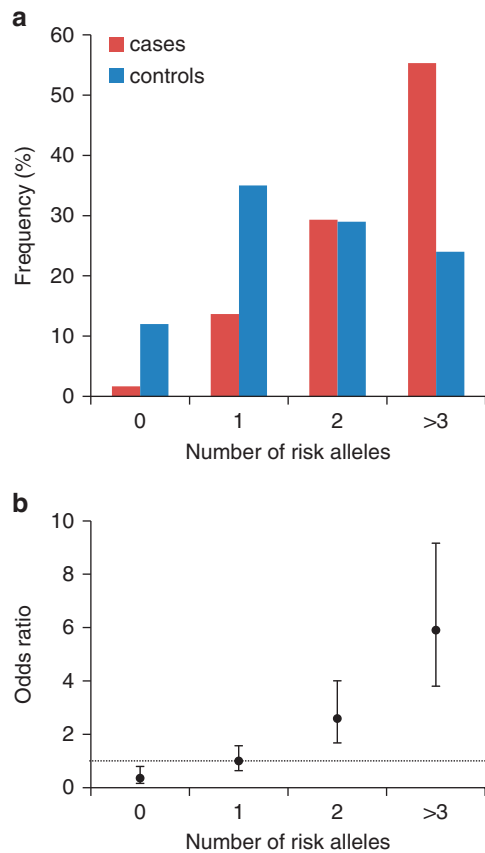 a
60
50
40
30
20
10
0
Frequency (%)
cases
controls
0 1 2 >3
Number of risk alleles
b
10
8
6
4
2
0
Odds ratio
0 1 2 >3
Number of risk alleles